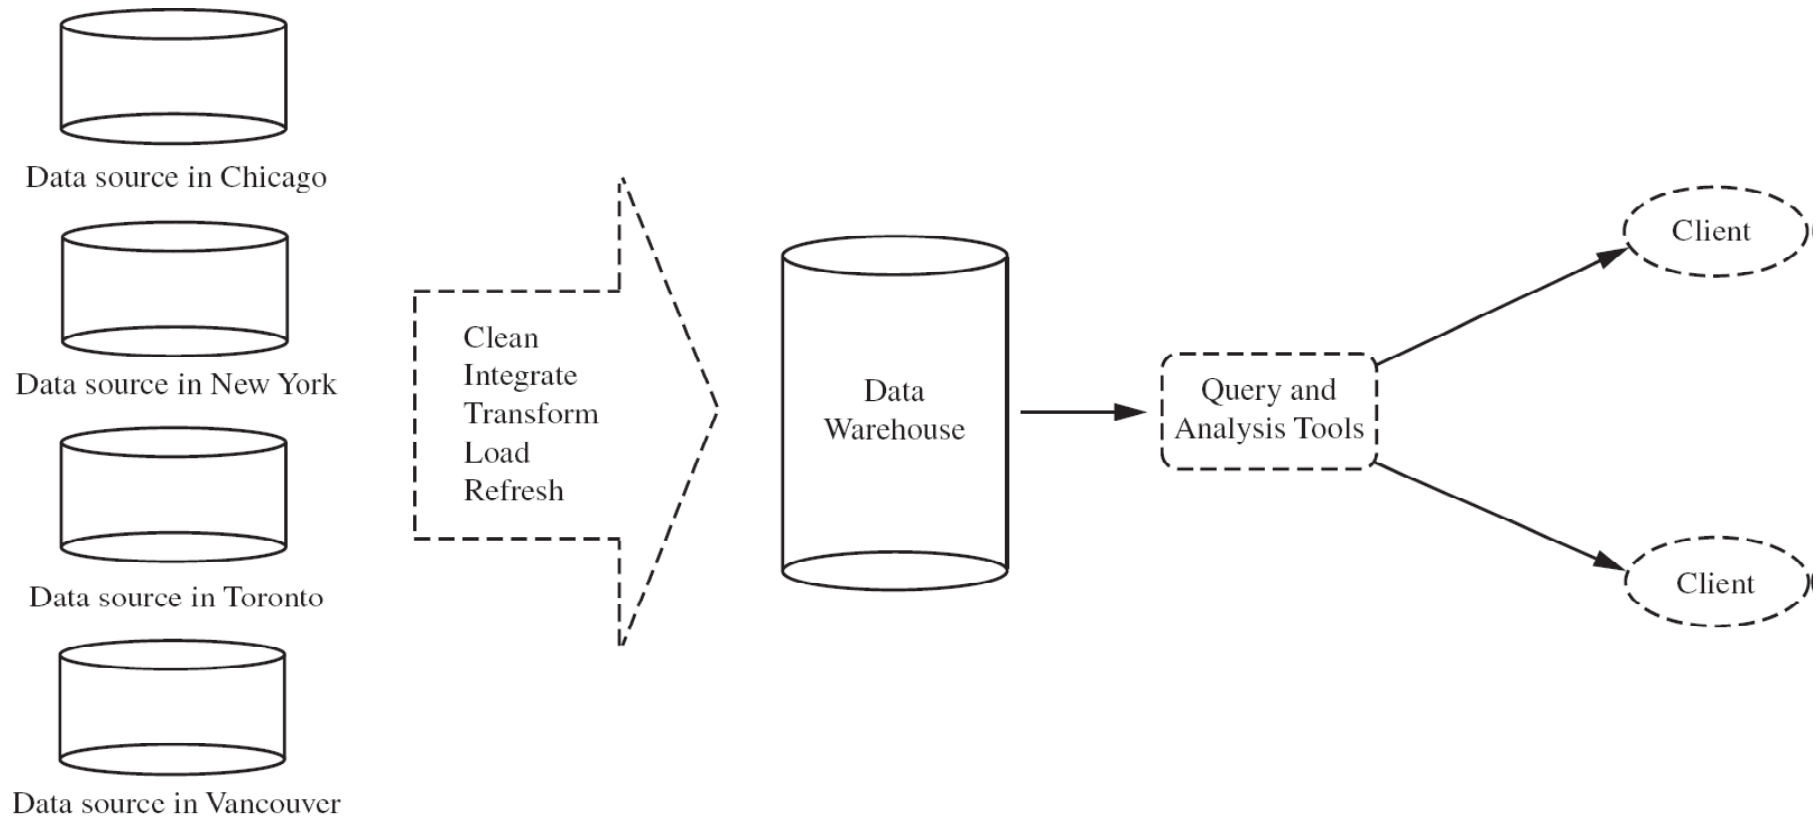 Data source in Chicago
Data source in New York
Data source in Toronto
Data source in Vancouver
Clean
Integrate
Transform
Load
Refresh
Data
Warehouse
Query and
Analysis Tools
Client
Client